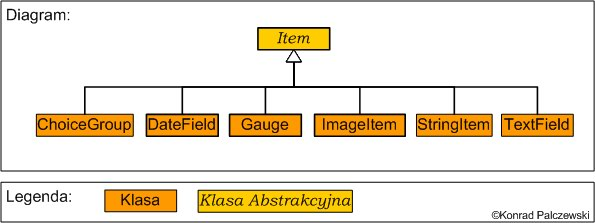 Diagram:
Item
ChoiceGroup DateField Gauge ImageItem StringItem TextField
Legenda: Klasa Klasa Abstrakcyjna
©Konrad Palczewski